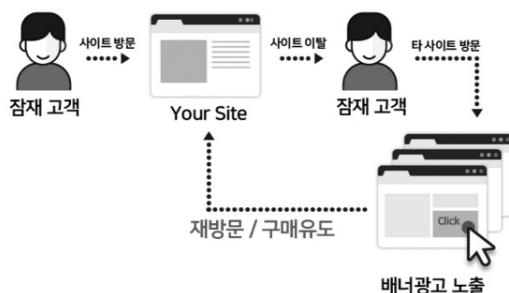 사이트 방문
사이트 이탈
타 사이트 방문
잠재 고객
Your Site
잠재 고객
Click
재방문 / 구매유도
배너광고 노출